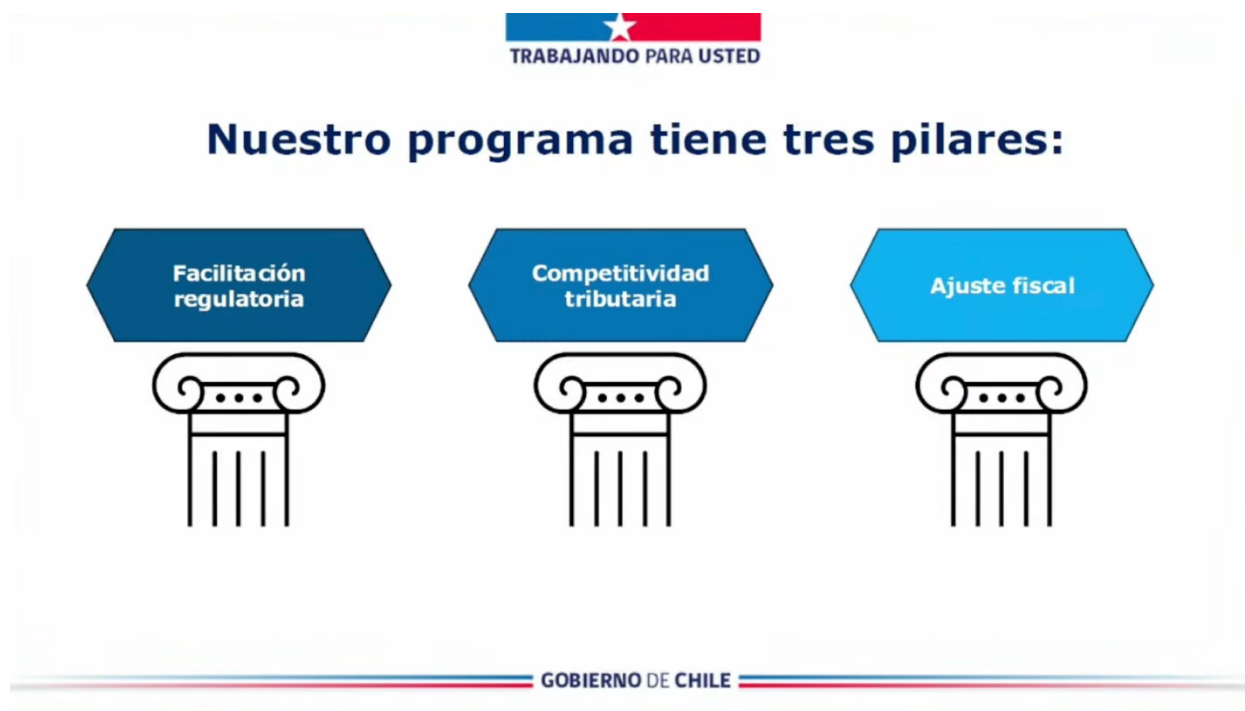 TRABAJANDO PARA USTED
Nuestro programa tiene tres pilares:
Facilitación
regulatoria
Competitividad
tributaria
Ajuste fiscal
GOBIERNO DE CHILE